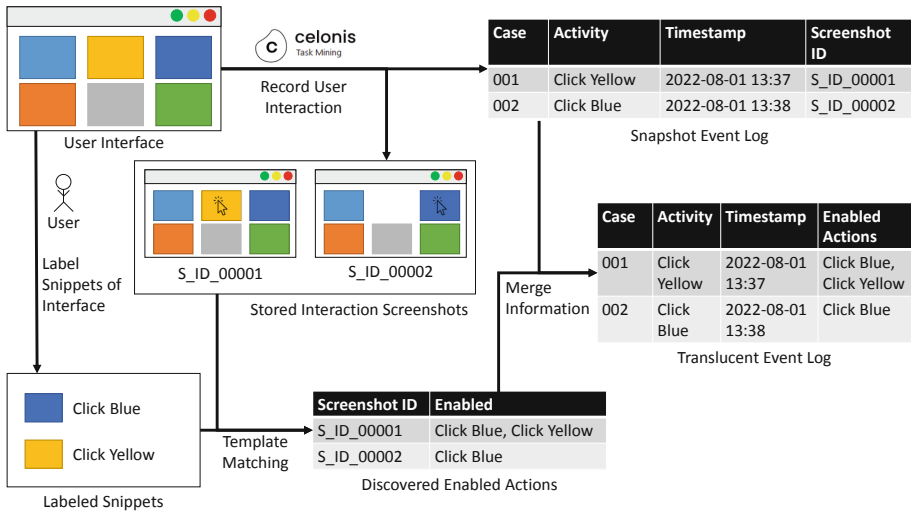 celonis
Task Mining
Record User
Interaction
User Interface
Case Activity Timestamp Screenshot
ID
001 Click Yellow 2022-08-01 13:37 S_ID_00001
002 Click Blue 2022-08-01 13:38 S_ID_00002
Snapshot Event Log
User
Label
Snippets of
Interface
S_ID_00001 S_ID_00002
Stored Interaction Screenshots
Merge
Information
Case Activity Timestamp Enabled
Actions
001 Click 2022-08-01 Click Blue,
Yellow 13:37 Click Yellow
002 Click 2022-08-01 Click Blue
Blue 13:38
Translucent Event Log
Click Blue
Click Yellow
Labeled Snippets
Template
Matching
Screenshot ID Enabled
S_ID_00001 Click Blue, Click Yellow
S_ID_00002 Click Blue
Discovered Enabled Actions